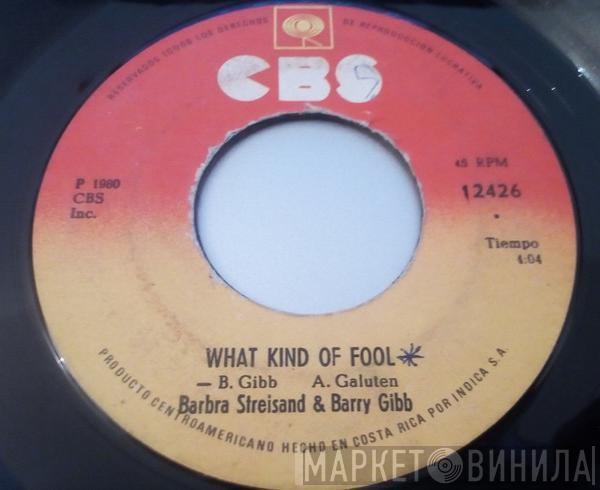 RESERVADOS TODOS LOS DERECHOS DE REPRODUCCION LUCRATIVA
CBS
P 1980
CBS
Inc.
45 RPM
12426
Tiempo
4:04
WHAT KIND OF FOOL*
— B. Gibb A. Galuten
Barbra Streisand & Barry Gibb
PRODUCTO CENTROAMERICANO HECHO EN COSTA RICA POR INDICA S.A.
МАРКЕТ ВИНИЛА